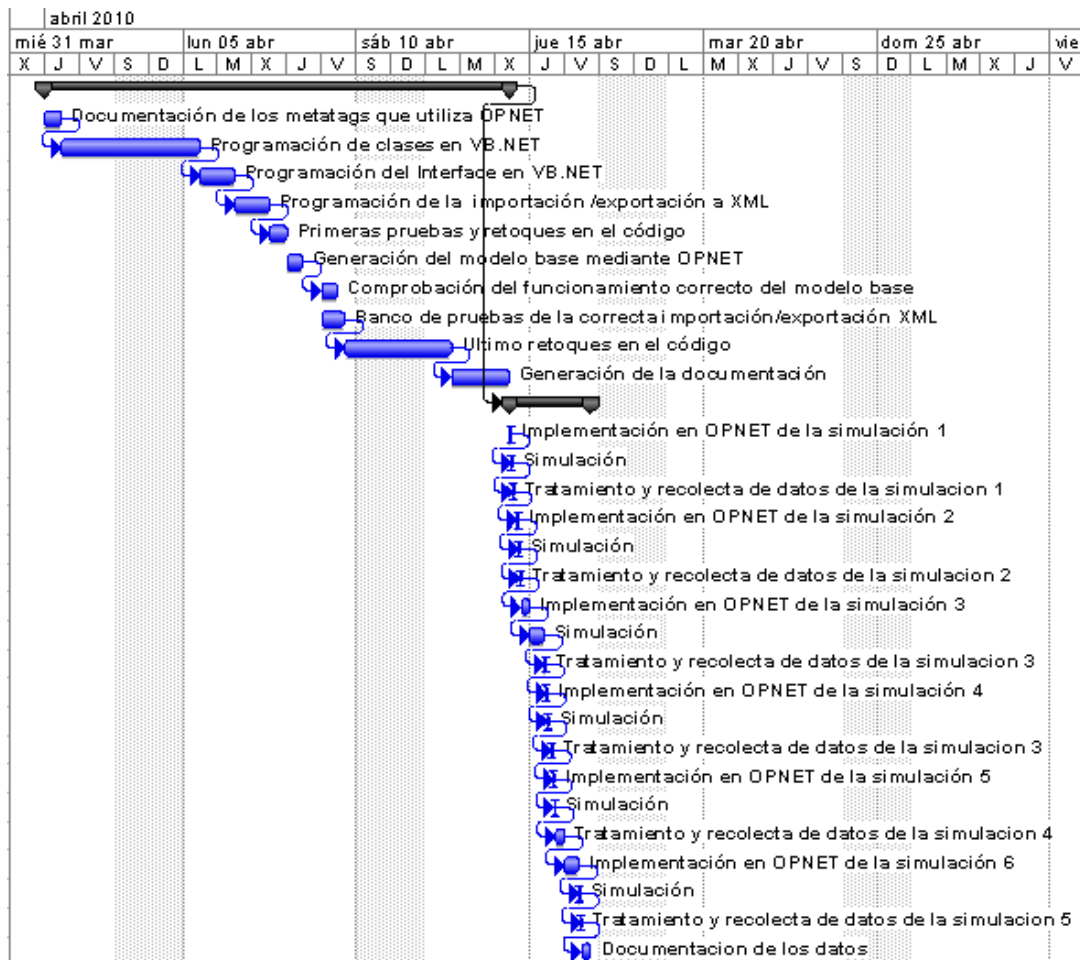 abril 2010
mié 31 mar lun 05 abr sáb 10 abr jue 15 abr mar 20 abr dom 25 abr vie
X J V S D L M X J V S D L M X J V S D L M X J V S D L M X J V
Documentación de los metatags que utiliza OPNET
Programación de clases en VB.NET
Programación del Interface en VB.NET
Programación de la importación /exportación a XML
Primeras pruebas y retoques en el código
Generación del modelo base mediante OPNET
Comprobación del funcionamiento correcto del modelo base
Banco de pruebas de la correcta importación/exportación XML
Ultimo retoques en el código
Generación de la documentación
Implementación en OPNET de la simulación 1
Simulación
Tratamiento y recolecta de datos de la simulacion 1
Implementación en OPNET de la simulación 2
Simulación
Tratamiento y recolecta de datos de la simulacion 2
Implementación en OPNET de la simulación 3
Simulación
Tratamiento y recolecta de datos de la simulacion 3
Implementación en OPNET de la simulación 4
Simulación
Tratamiento y recolecta de datos de la simulacion 3
Implementación en OPNET de la simulación 5
Simulación
Tratamiento y recolecta de datos de la simulacion 4
Implementación en OPNET de la simulación 6
Simulación
Tratamiento y recolecta de datos de la simulacion 5
Documentacion de los datos